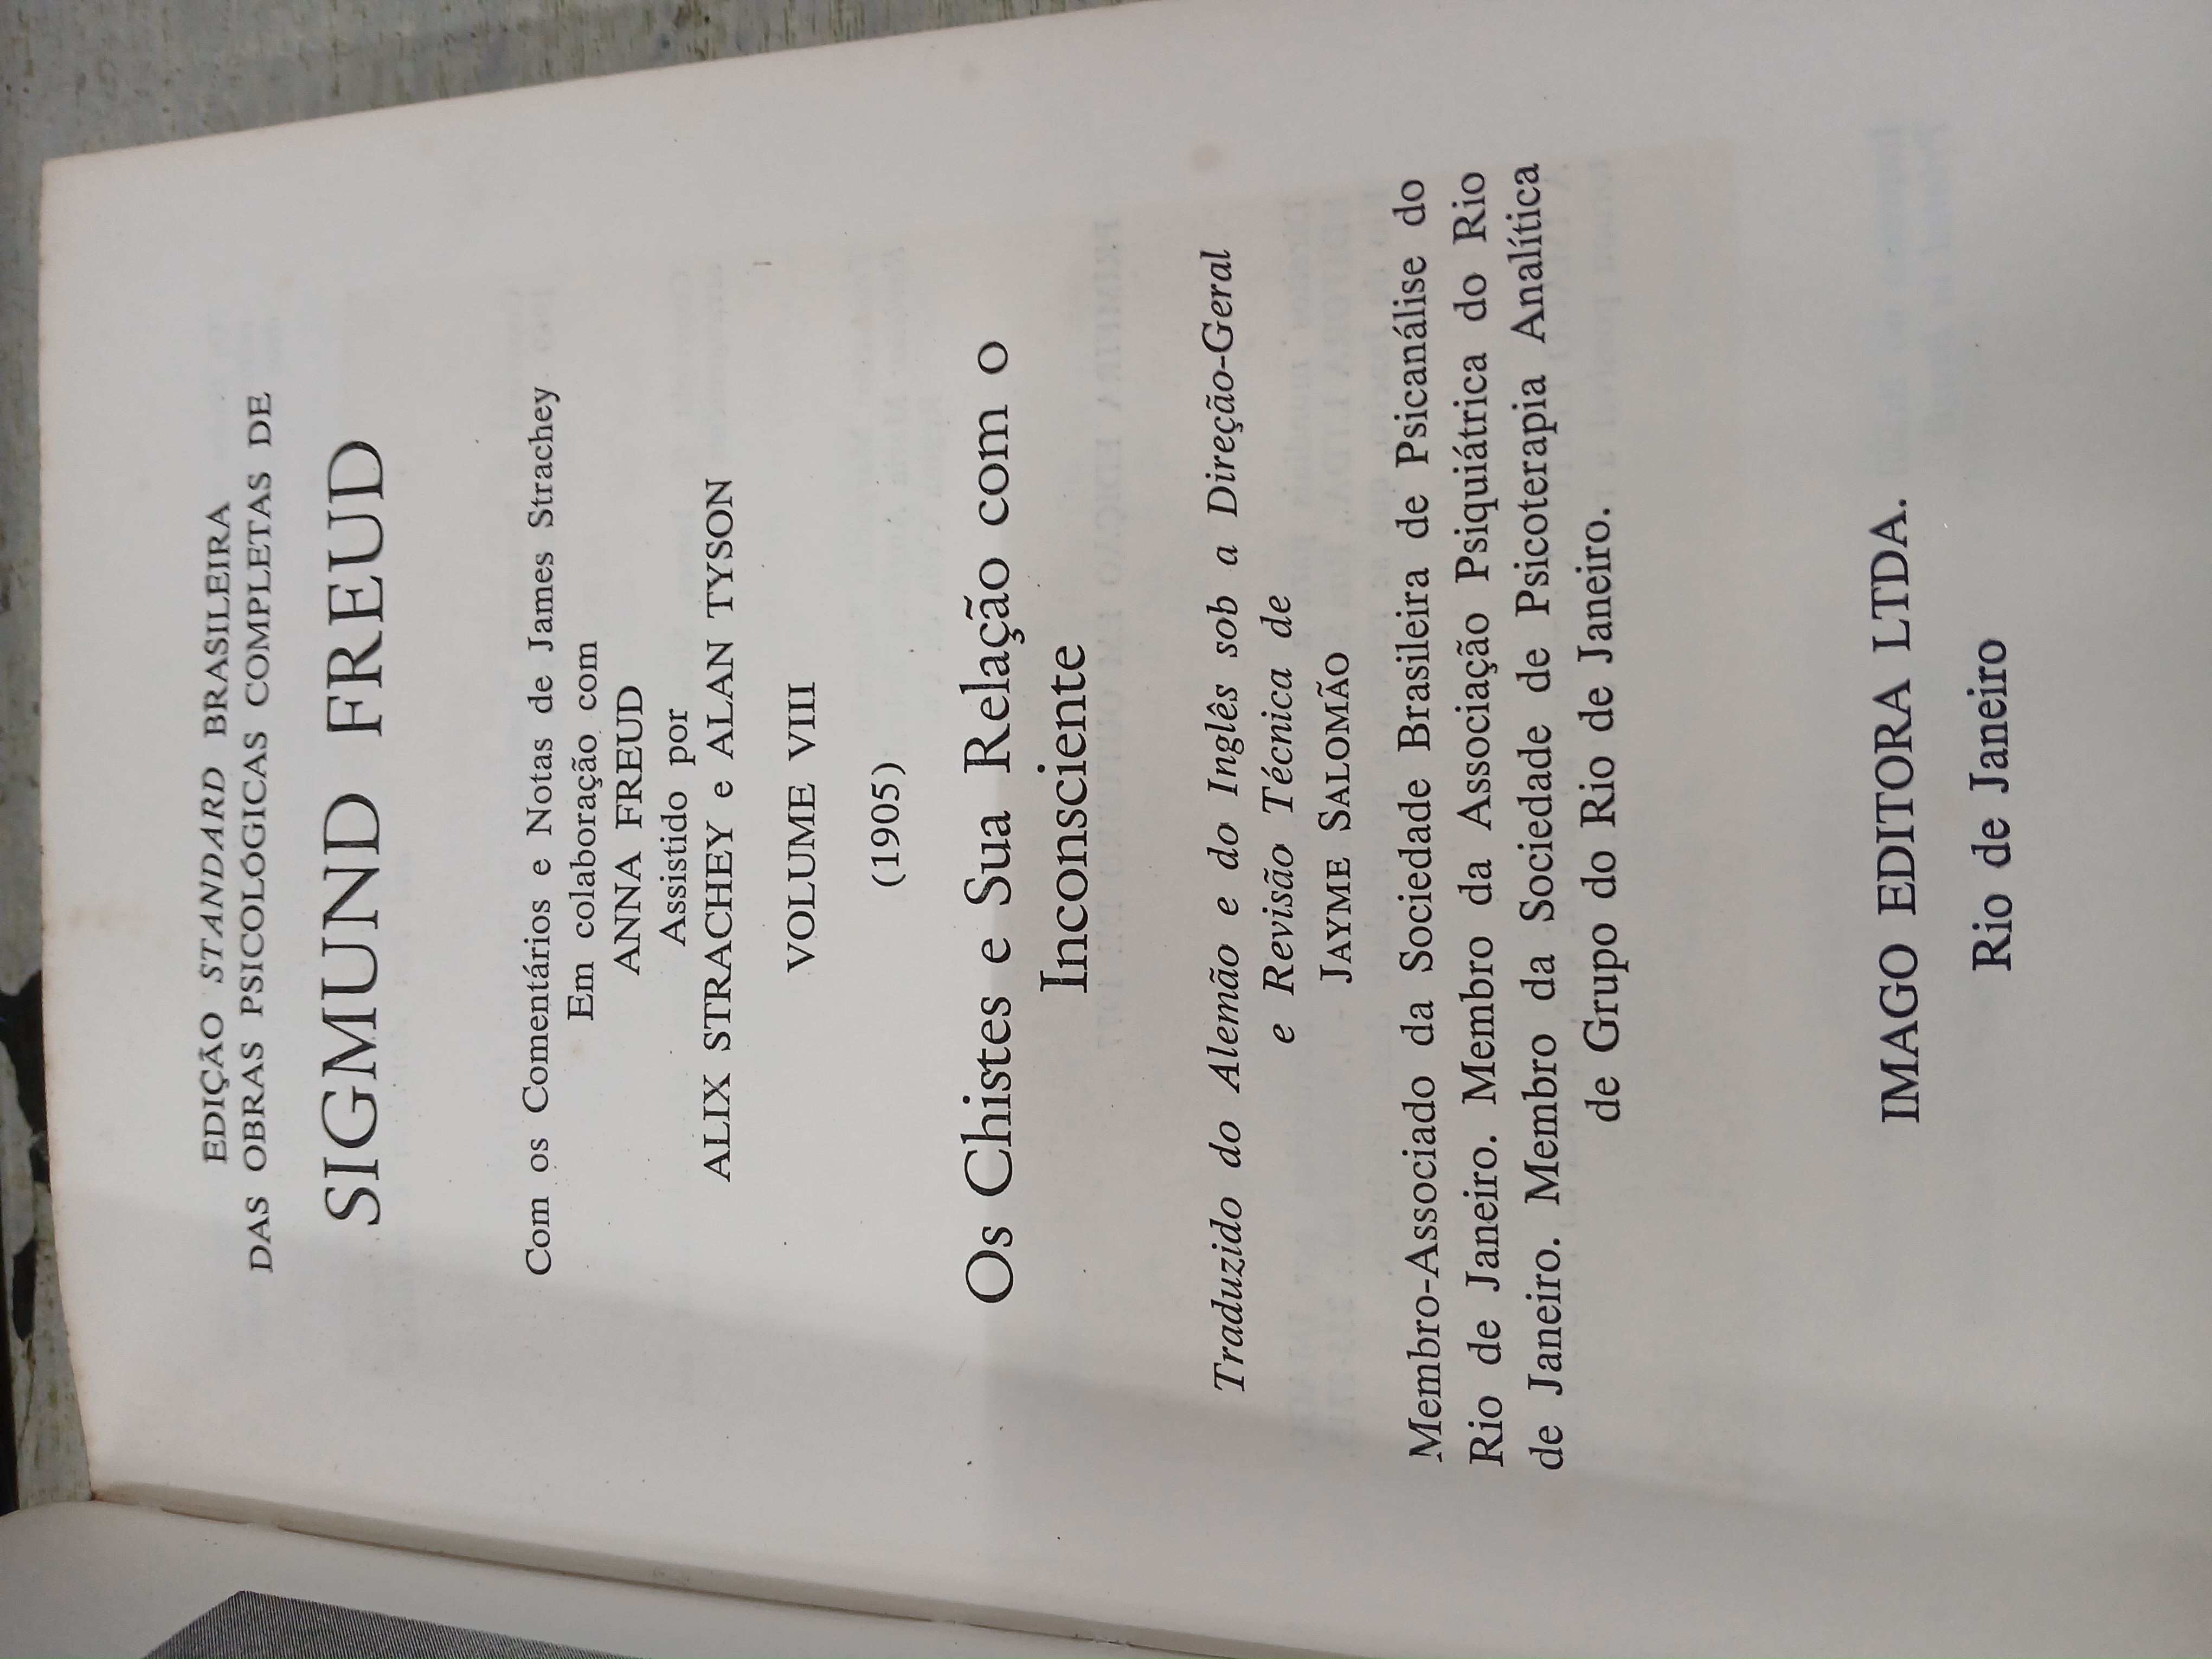 EDIÇÃO STANDARD BRASILEIRA
DAS OBRAS PSICOLÓGICAS COMPLETAS DE
SIGMUND FREUD
Com os Comentários e Notas de James Strachey
Em colaboração com
ANNA FREUD
Assistido por
ALIX STRACHEY e ALAN TYSON
VOLUME VIII
(1905)
Os Chistes e Sua Relação com o
Inconsciente
Traduzido do Alemão e do Inglês sob a Direção-Geral
e Revisão Técnica de
JAYME SALOMÃO
Membro-Associado da Sociedade Brasileira de Psicanálise do
Rio de Janeiro. Membro da Associação Psiquiátrica do Rio
de Janeiro. Membro da Sociedade de Psicoterapia Analítica
de Grupo do Rio de Janeiro.
IMAGO EDITORA LTDA.
Rio de Janeiro